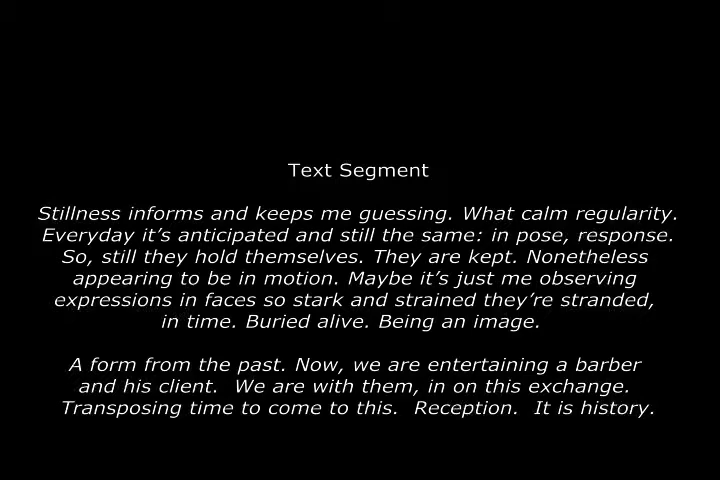 Text Segment
Stillness informs and keeps me guessing. What calm regularity.
Everyday it’s anticipated and still the same: in pose, response.
So, still they hold themselves. They are kept. Nonetheless
appearing to be in motion. Maybe it’s just me observing
expressions in faces so stark and strained they’re stranded,
in time. Buried alive. Being an image.
A form from the past. Now, we are entertaining a barber
and his client.  We are with them, in on this exchange.
Transposing time to come to this.  Reception.  It is history.